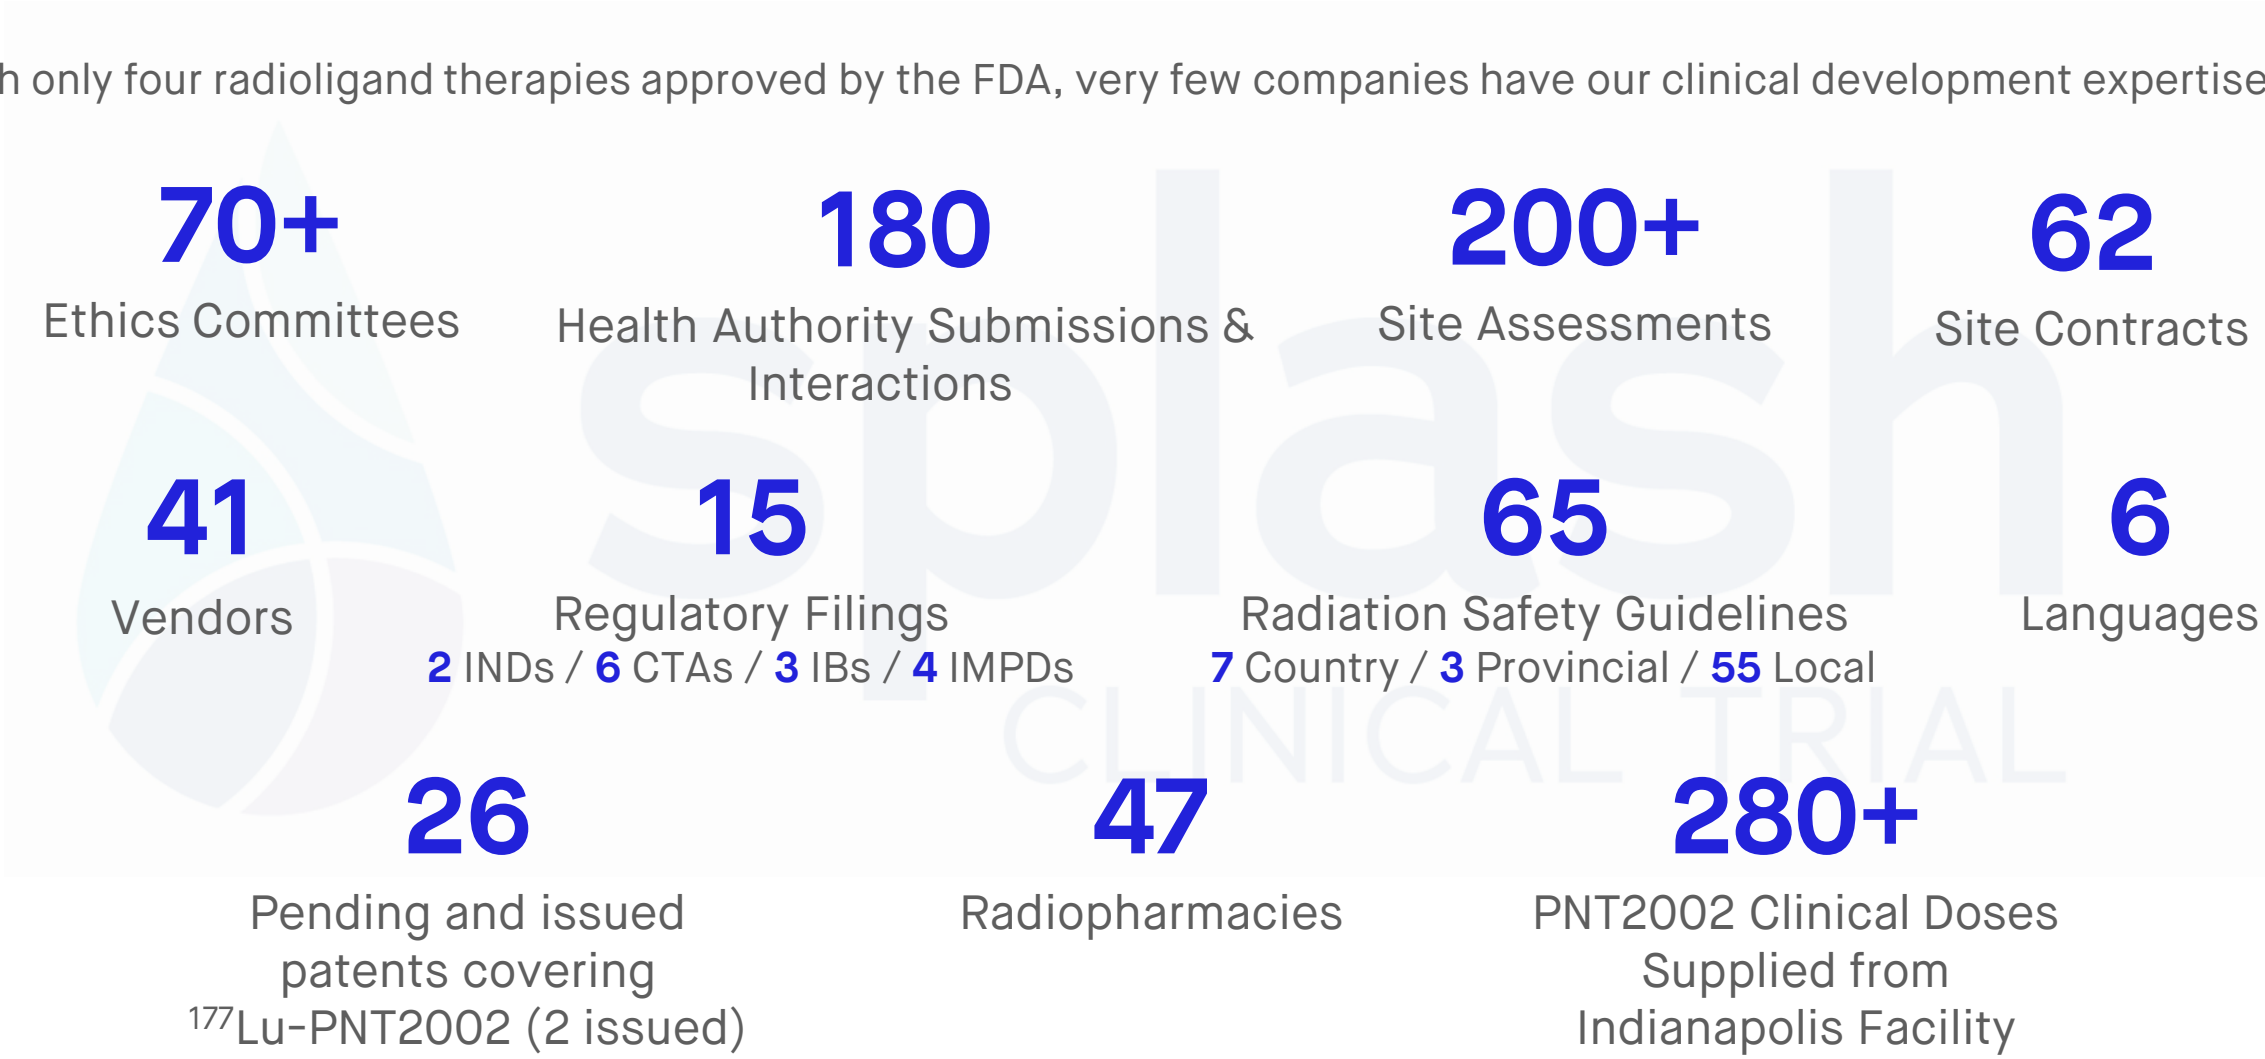 h only four radioligand therapies approved by the FDA, very few companies have our clinical development expertise
70+ 180 200+ 62
Ethics Committees Health Authority Submissions & Interactions Site Assessments Site Contracts
41 15 65 6
Vendors Regulatory Filings Radiation Safety Guidelines Languages
2 INDs / 6 CTAs / 3 IBs / 4 IMPDs 7 Country / 3 Provincial / 55 Local
26 47 280+
Pending and issued Radiopharmacies PNT2002 Clinical Doses
patents covering Supplied from
¹⁷⁷Lu-PNT2002 (2 issued) Indianapolis Facility
splash
CLINICAL TRIAL